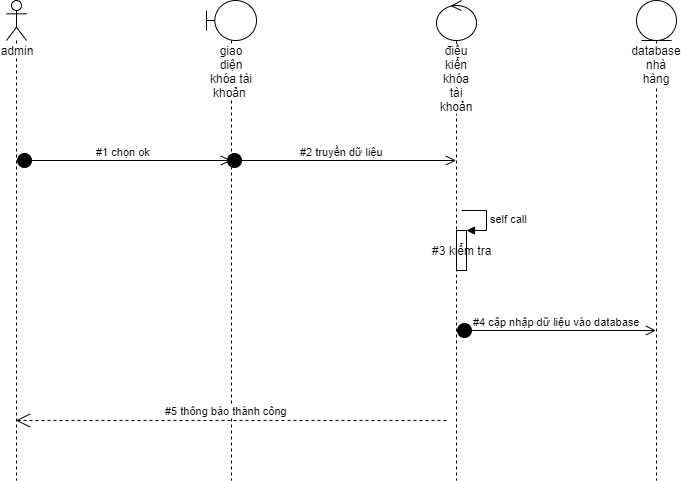 admin
giao
diện
khóa tài
khoản
điều
kiển
khóa
tài
khoản
database
nhà
hàng
#1 chọn ok
#2 truyền dữ liệu
self call
#3 kiểm tra
#4 cập nhập dữ liệu vào database
#5 thông báo thành công